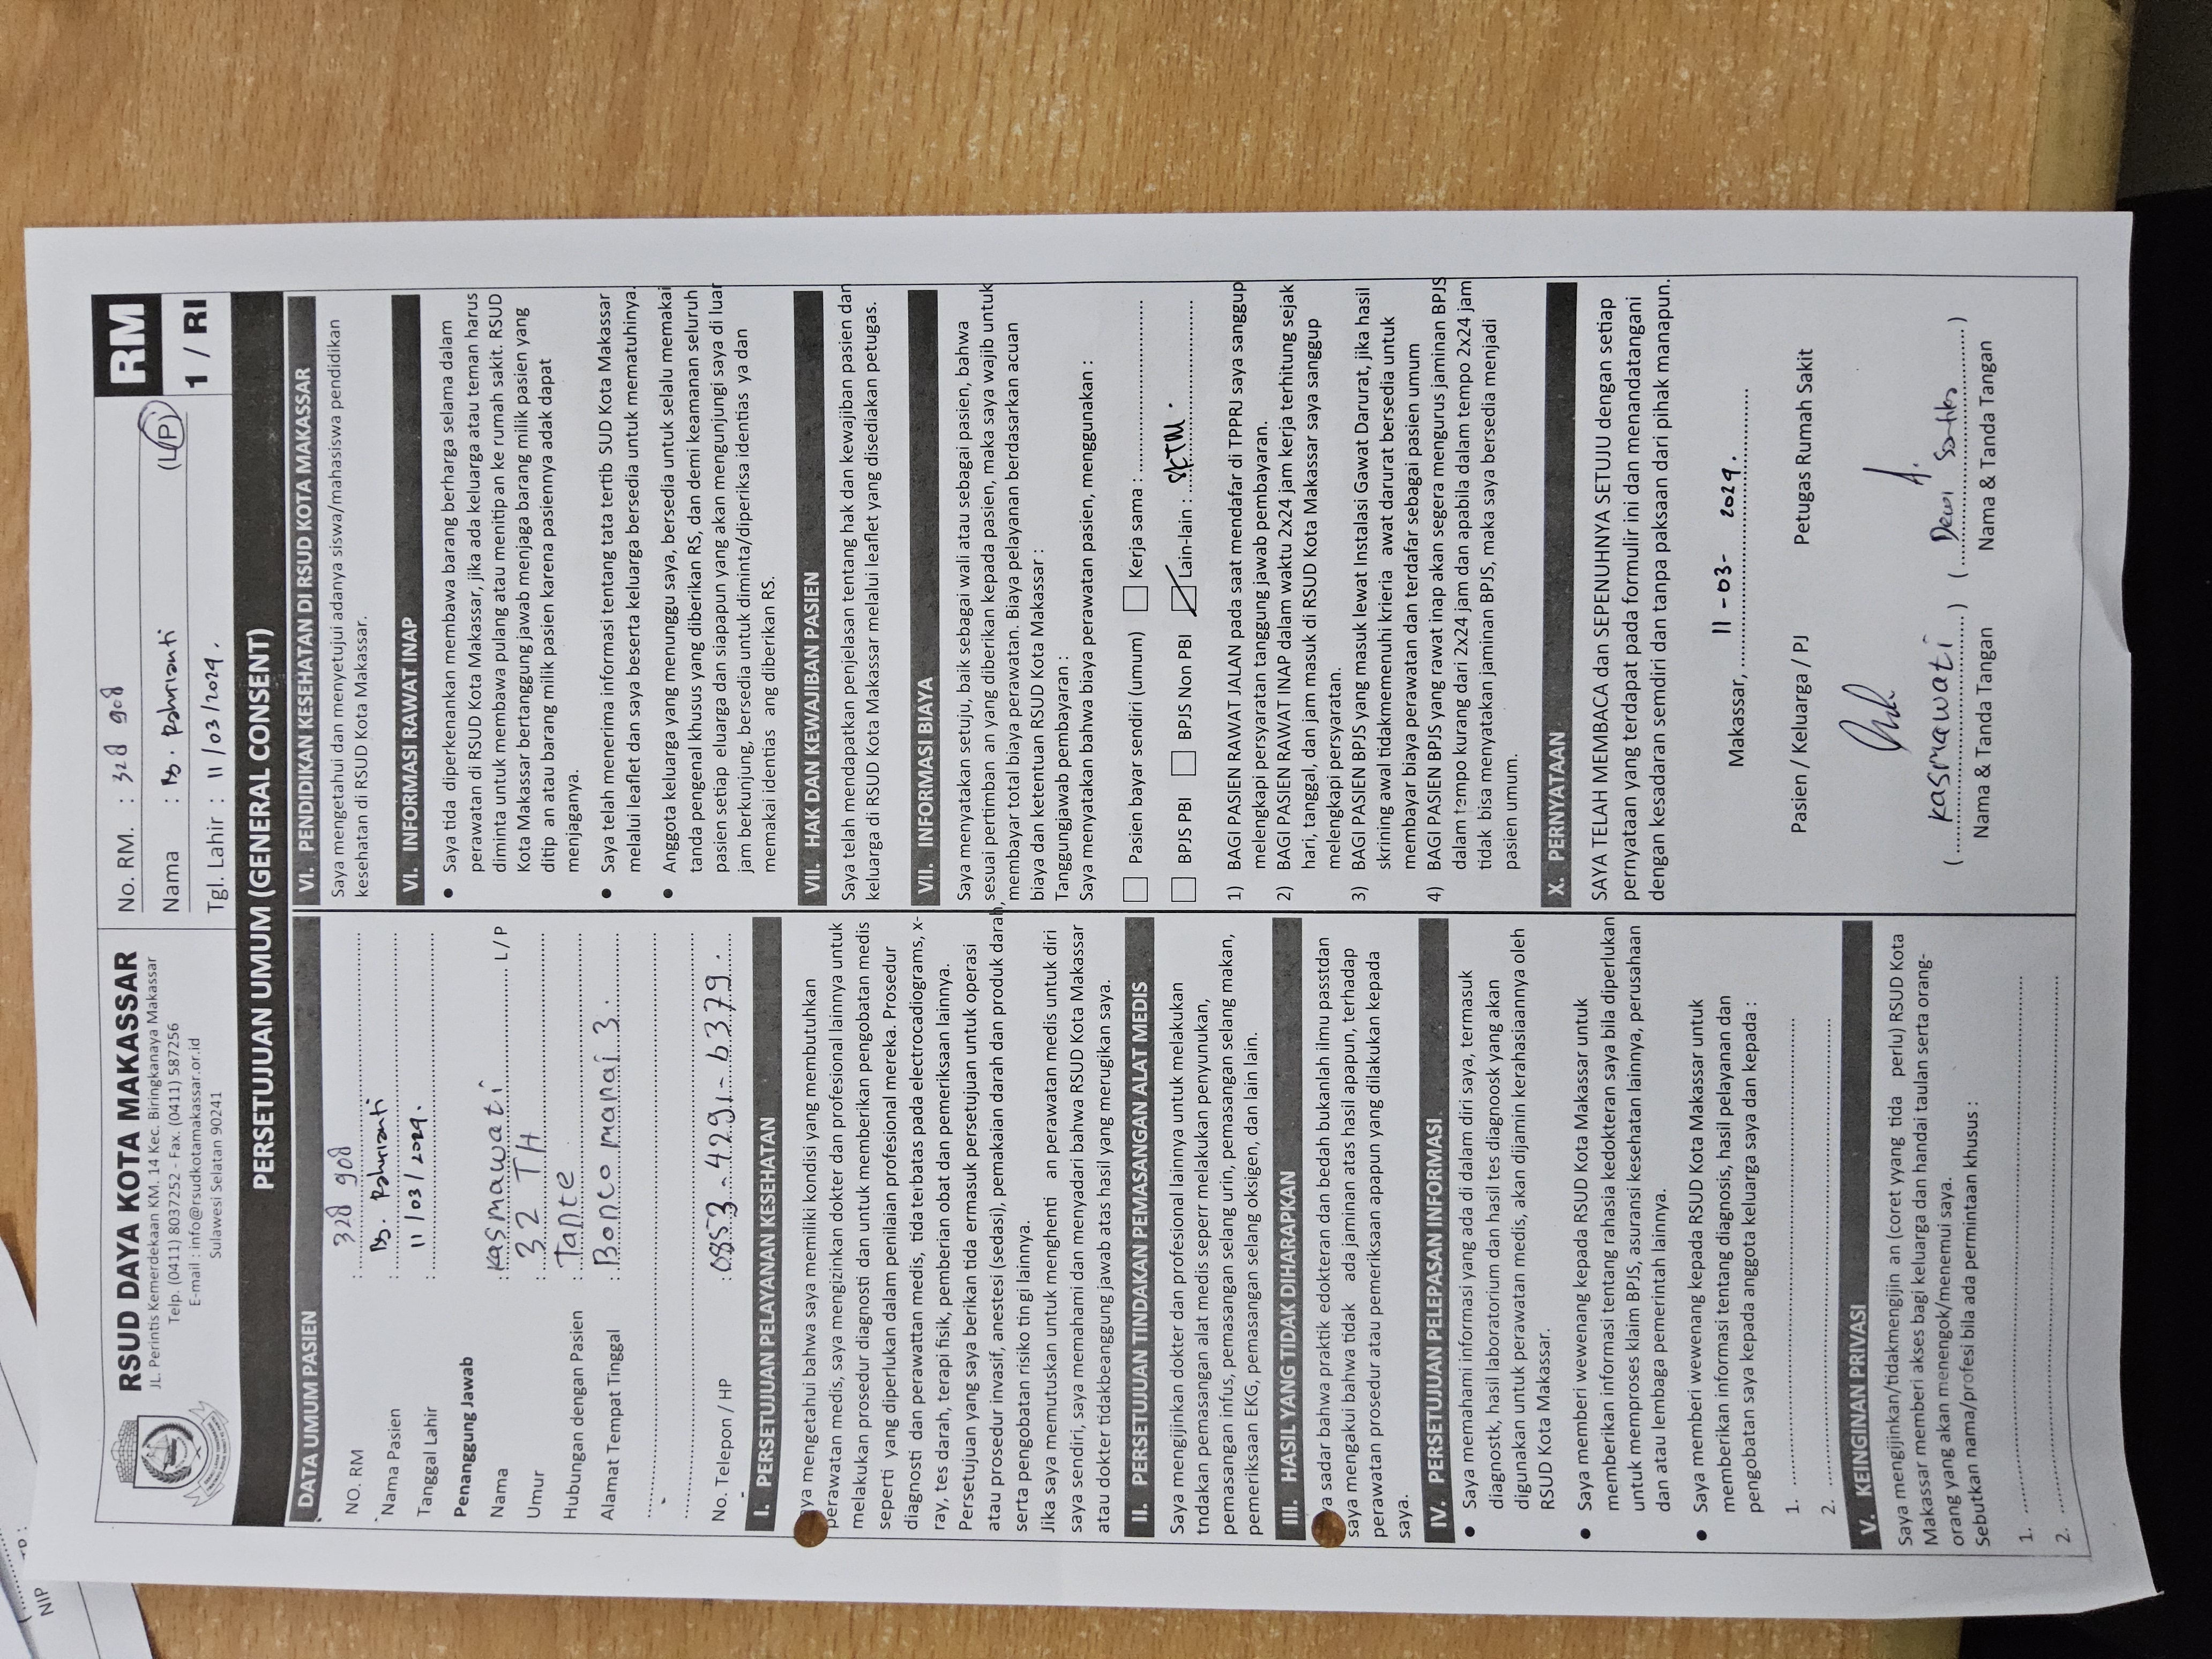 NIP
TP :
RSUD DAYA KOTA MAKASSAR
JL. Perintis Kemerdekaan KM. 14 Kec. Biringkanaya Makassar
Telp. (0411) 8037252 - Fax. (0411) 587256
E-mail : info@rsudkotamakassar.or.id
Sulawesi Selatan 90241
No. RM. : 328 908
Nama : By. Rahrianti (L/P)
Tgl. Lahir : 11/03/2024.
RM
1 / RI
PERSETUJUAN UMUM (GENERAL CONSENT)
DATA UMUM PASIEN
NO. RM : 328 908
Nama Pasien : By. Rahrianti
Tanggal Lahir : 11/03/2024.
Penanggung Jawab
Nama : Kasmawati L / P
Umur : 32 TH
Hubungan dengan Pasien : Tante
Alamat Tempat Tinggal : Bonto manai 3.
No. Telepon / HP : 0853-4291-6379.
I. PERSETUJUAN PELAYANAN KESEHATAN
ya mengetahui bahwa saya memiliki kondisi yang membutuhkan
perawatan medis, saya mengizinkan dokter dan profesional lainnya untuk
melakukan prosedur diagnosti dan untuk memberikan pengobatan medis
seperti yang diperlukan dalam penilaian profesional mereka. Prosedur
diagnosti dan perawattan medis, tida terbatas pada electrocadiograms, x-
ray, tes darah, terapi fisik, pemberian obat dan pemeriksaan lainnya.
Persetujuan yang saya berikan tida ermasuk persetujuan untuk operasi
atau prosedur invasif, anestesi (sedasi), pemakaian darah dan produk darah,
serta pengobatan risiko tin gi lainnya.
Jika saya memutuskan untuk menghenti an perawatan medis untuk diri
saya sendiri, saya memahami dan menyadari bahwa RSUD Kota Makassar
atau dokter tidakbeanggung jawab atas hasil yang merugikan saya.
II. PERSETUJUAN TINDAKAN PEMASANGAN ALAT MEDIS
Saya mengijinkan dokter dan profesional lainnya untuk melakukan
tndakan pemasangan alat medis seperr melakukan penyunukan,
pemasangan infus, pemasangan selang urin, pemasangan selang makan,
pemeriksaan EKG, pemasangan selang oksigen, dan lain lain.
III. HASIL YANG TIDAK DIHARAPKAN
ya sadar bahwa praktik edokteran dan bedah bukanlah ilmu passtdan
saya mengakui bahwa tidak ada jaminan atas hasil apapun, terhadap
perawatan prosedur atau pemeriksaan apapun yang dilakukan kepada
saya.
IV. PERSETUJUAN PELEPASAN INFORMASI
● Saya memahami informasi yang ada di dalam diri saya, termasuk
diagnostk, hasil laboratorium dan hasil tes diagnoosk yang akan
digunakan untuk perawatan medis, akan dijamin kerahasiaannya oleh
RSUD Kota Makassar.
● Saya memberi wewenang kepada RSUD Kota Makassar untuk
memberikan informasi tentang rahasia kedokteran saya bila diperlukan
untuk memproses klaim BPJS, asuransi kesehatan lainnya, perusahaan
dan atau lembaga pemerintah lainnya.
● Saya memberi wewenang kepada RSUD Kota Makassar untuk
memberikan informasi tentang diagnosis, hasil pelayanan dan
pengobatan saya kepada anggota keluarga saya dan kepada :
1.
2.
V. KEINGINAN PRIVASI
Saya mengijinkan/tidakmengijin an (coret yyang tida perlu) RSUD Kota
Makassar memberi akses bagi keluarga dan handai taulan serta orang-
orang yang akan menengok/menemui saya.
Sebutkan nama/profesi bila ada permintaan khusus :
1.
2.
VI. PENDIDIKAN KESEHATAN DI RSUD KOTA MAKASSAR
Saya mengetahui dan menyetujui adanya siswa/mahasiswa pendidikan
kesehatan di RSUD Kota Makassar.
VI. INFORMASI RAWAT INAP
● Saya tida diperkenankan membawa barang berharga selama dalam
perawatan di RSUD Kota Makassar, jika ada keluarga atau teman harus
diminta untuk membawa pulang atau menitip an ke rumah sakit. RSUD
Kota Makassar bertanggung jawab menjaga barang milik pasien yang
ditip an atau barang milik pasien karena pasiennya adak dapat
menjaganya.
● Saya telah menerima informasi tentang tata tertib SUD Kota Makassar
melalui leaflet dan saya beserta keluarga bersedia untuk mematuhinya.
● Anggota keluarga yang menunggu saya, bersedia untuk selalu memakai
tanda pengenal khusus yang diberikan RS, dan demi keamanan seluruh
pasien setiap eluarga dan siapapun yang akan mengunjungi saya di luar
jam berkunjung, bersedia untuk diminta/diperiksa identias ya dan
memakai identias ang diberikan RS.
VII. HAK DAN KEWAJIBAN PASIEN
Saya telah mendapatkan penjelasan tentang hak dan kewajiban pasien dan
keluarga di RSUD Kota Makassar melalui leaflet yang disediakan petugas.
VII. INFORMASI BIAYA
Saya menyatakan setuju, baik sebagai wali atau sebagai pasien, bahwa
sesuai pertimban an yang diberikan kepada pasien, maka saya wajib untuk
membayar total biaya perawatan. Biaya pelayanan berdasarkan acuan
biaya dan ketentuan RSUD Kota Makassar :
Tanggungjawab pembayaran :
Saya menyatakan bahwa biaya perawatan pasien, menggunakan :
Pasien bayar sendiri (umum) Kerja sama :
BPJS PBI BPJS Non PBI Lain-lain : SKTM.
1) BAGI PASIEN RAWAT JALAN pada saat mendafar di TPPRJ saya sanggup
melengkapi persyaratan tanggung jawab pembayaran.
2) BAGI PASIEN RAWAT INAP dalam waktu 2x24 jam kerja terhitung sejak
hari, tanggal, dan jam masuk di RSUD Kota Makassar saya sanggup
melengkapi persyaratan.
3) BAGI PASIEN BPJS yang masuk lewat Instalasi Gawat Darurat, jika hasil
skrining awal tidakmemenuhi krieria awat darurat bersedia untuk
membayar biaya perawatan dan terdafar sebagai pasien umum
4) BAGI PASIEN BPJS yang rawat inap akan segera mengurus jaminan BPJS
dalam tempo kurang dari 2x24 jam dan apabila dalam tempo 2x24 jam
tidak bisa menyatakan jaminan BPJS, maka saya bersedia menjadi
pasien umum.
X. PERNYATAAN
SAYA TELAH MEMBACA dan SEPENUHNYA SETUJU dengan setiap
pernyataan yang terdapat pada formulir ini dan menandatangani
dengan kesadaran semdiri dan tanpa paksaan dari pihak manapun.
Makassar, 11-03- 2024.
Pasien / Keluarga / PJ Petugas Rumah Sakit
( Kasmawati ) ( Dewi Santika )
Nama & Tanda Tangan Nama & Tanda Tangan